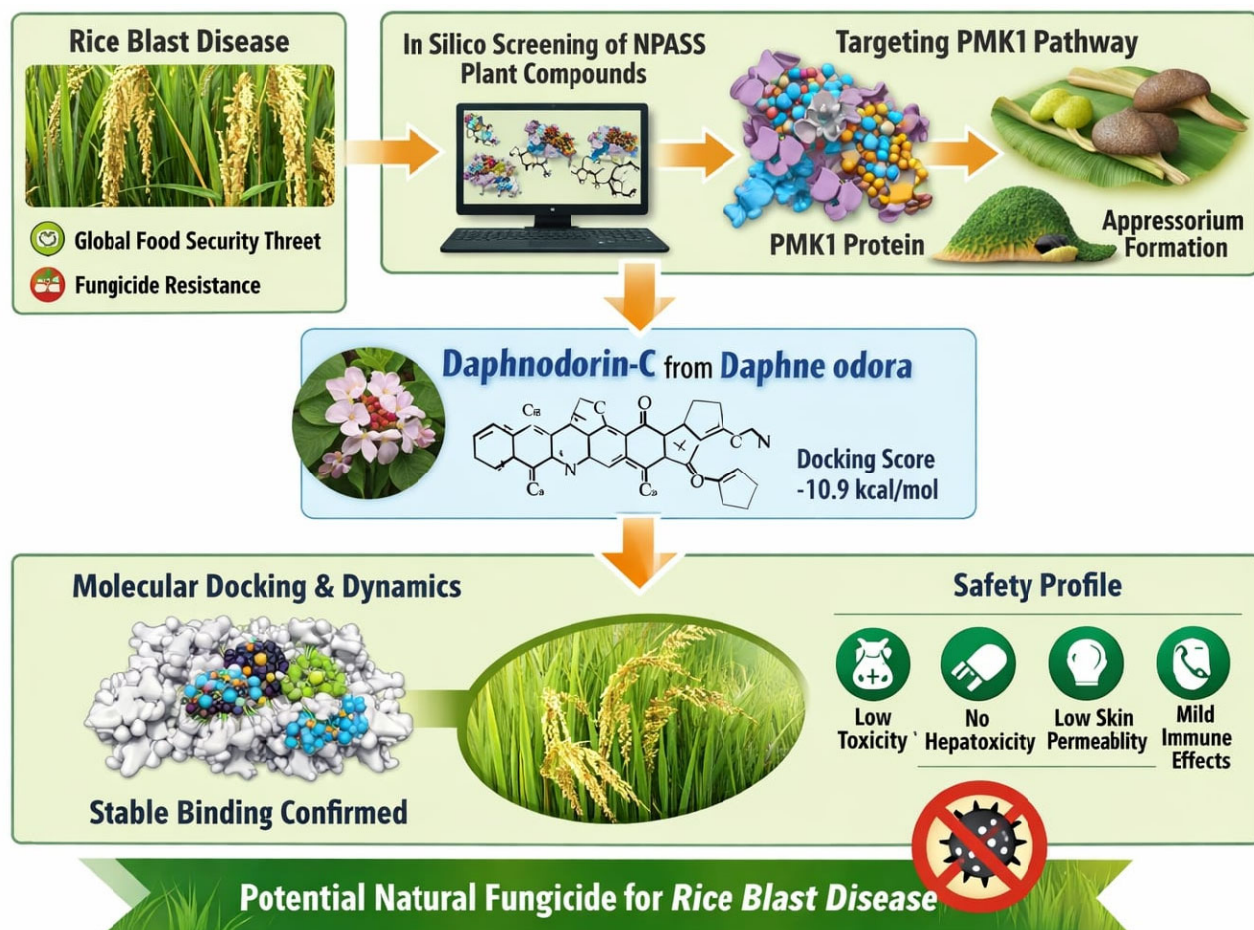 Rice Blast Disease
Global Food Security Threet
Fungicide Resistance
In Silico Screening of NPASS
Plant Compounds
Targeting PMK1 Pathway
PMK1 Protein
Appressorium
Formation
Daphnodorin-C from Daphne odora
C
O
C N
N
O
Docking Score
-10.9 kcal/mol
Molecular Docking & Dynamics
Stable Binding Confirmed
Safety Profile
Low
Toxicity
No
Hepatoxicity
Low Skin
Permeablity
Mild
Immune
Effects
Potential Natural Fungicide for Rice Blast Disease